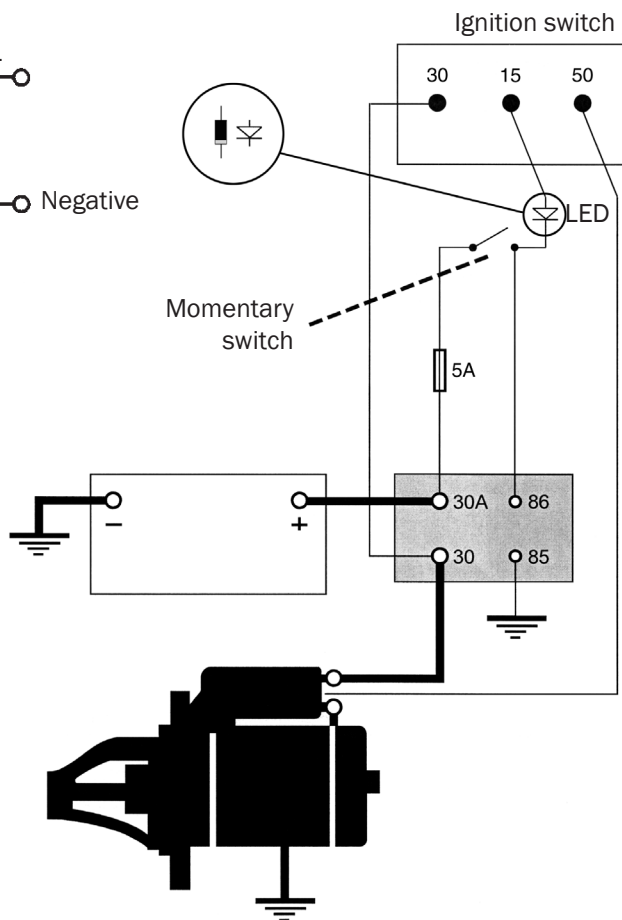 Ignition switch
30 15 50
Negative
LED
Momentary
switch
5A
30A 86
− +
30 85